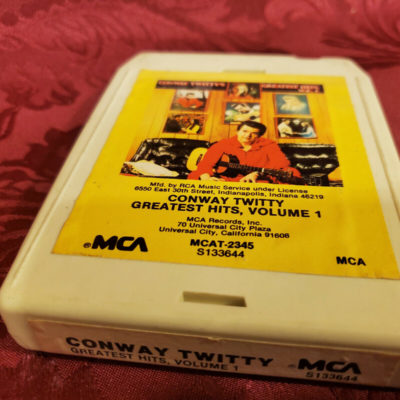 CONWAY TWITTY'S GREATEST HITS
Mfd. by RCA Music Service under License
6550 East 30th Street, Indianapolis, Indiana 46219
CONWAY TWITTY
GREATEST HITS, VOLUME 1
MCA Records, Inc.
70 Universal City Plaza
Universal City, California 91608
®MCA MCAT-2345 MCA
S133644
CONWAY TWITTY ®MCA
GREATEST HITS, VOLUME 1 S133644